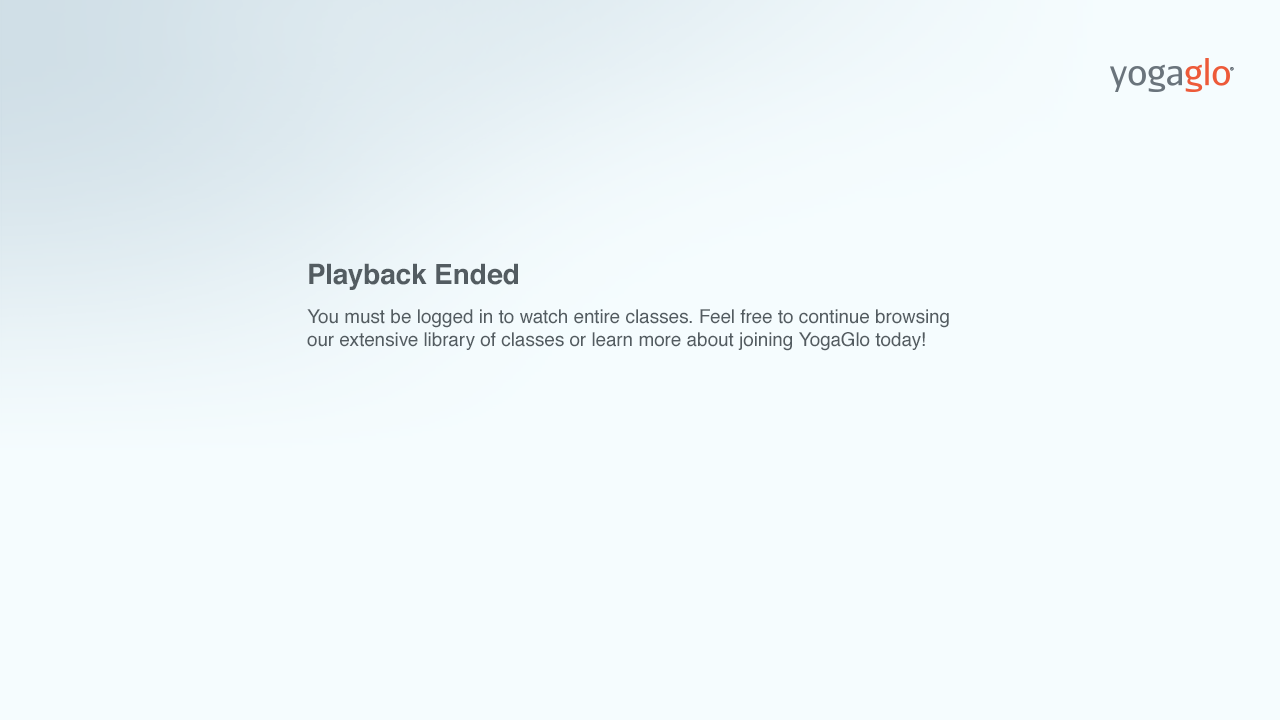 yogaglo
Playback Ended
You must be logged in to watch entire classes. Feel free to continue browsing
our extensive library of classes or learn more about joining YogaGlo today!